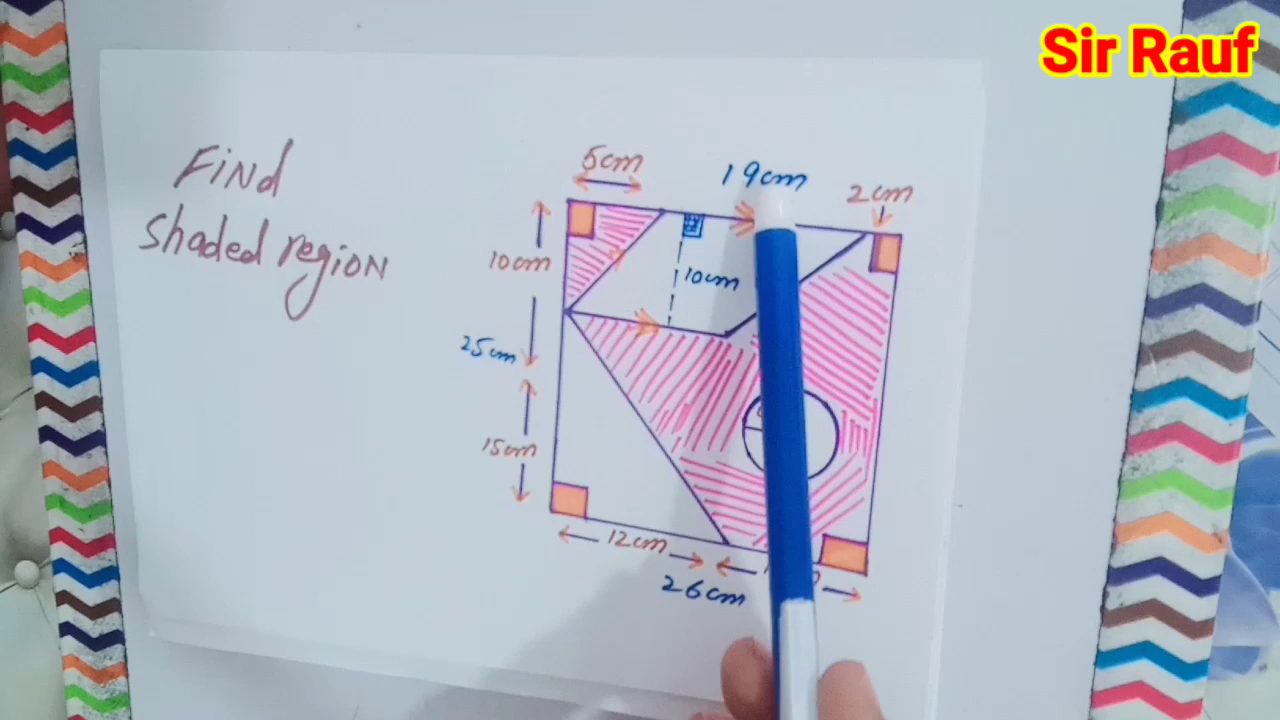 Sir Rauf
Find
shaded region
5cm
19cm
2cm
10cm
10cm
25cm
15cm
12cm
26cm